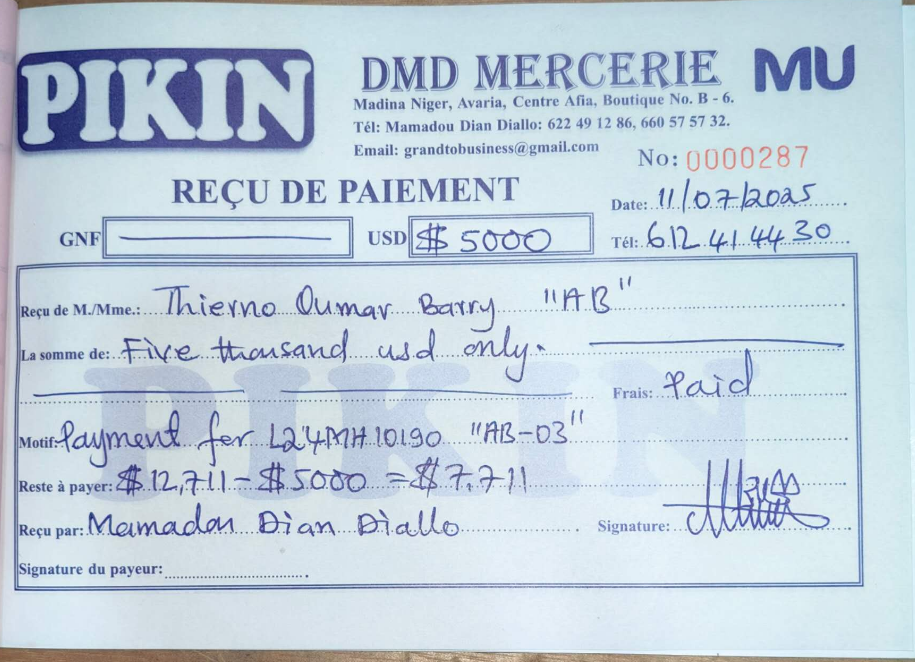 PIKIN
DMD MERCERIE
MU
Madina Niger, Avaria, Centre Afia, Boutique No. B - 6.
Tél: Mamadou Dian Diallo: 622 49 12 86, 660 57 57 32.
Email: grandtobusiness@gmail.com
No: 0000287
REÇU DE PAIEMENT
Date: 11/07/2025
GNF
USD $ 5000
Tél: 612 41 44 30
Reçu de M./Mme.: Thierno Oumar Barry "AB"
La somme de: Five thousand usd only.
Frais: Paid
PIKIN
Motif: Payment for L24MH10190 "AB-03"
Reste à payer: $ 12,711 - $ 5000 = $ 7,711
Reçu par: Mamadou Dian Diallo
Signature:
Signature du payeur: